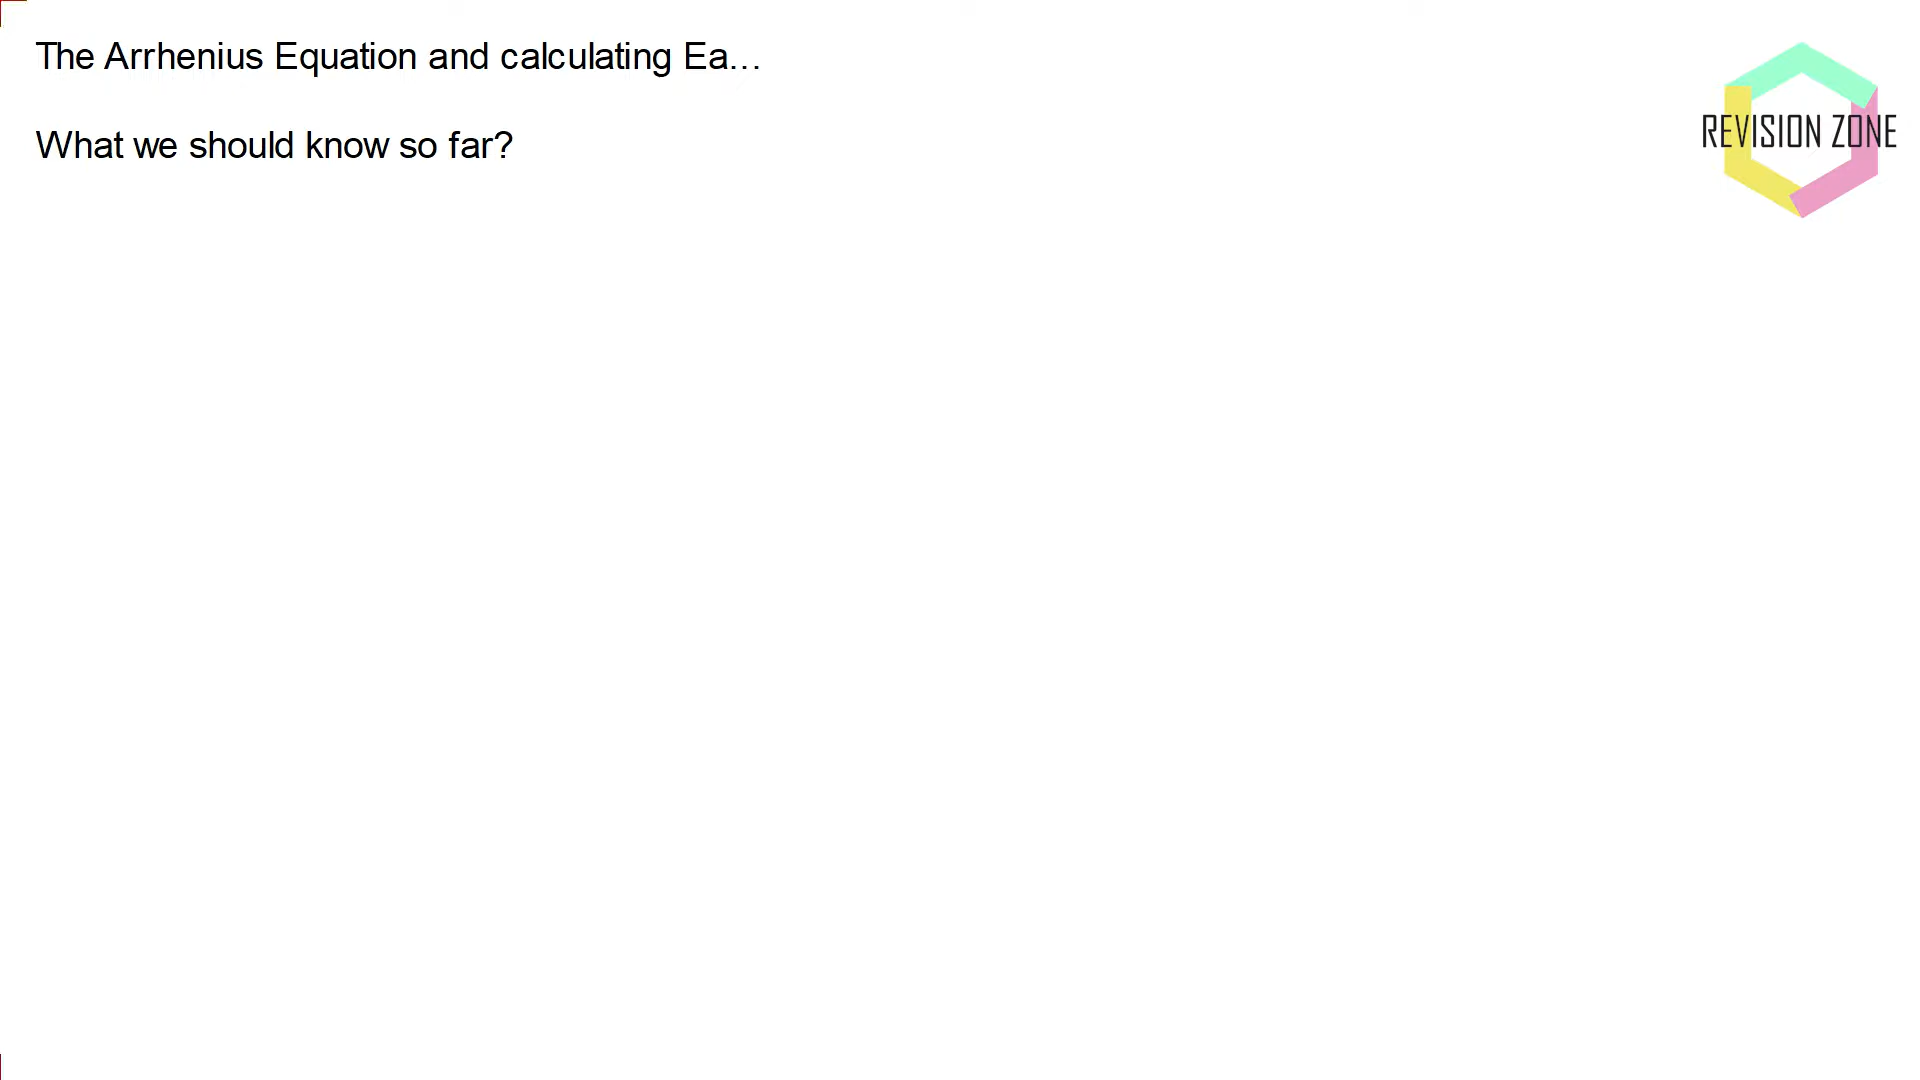 The Arrhenius Equation and calculating Ea...
What we should know so far?
REVISION ZONE